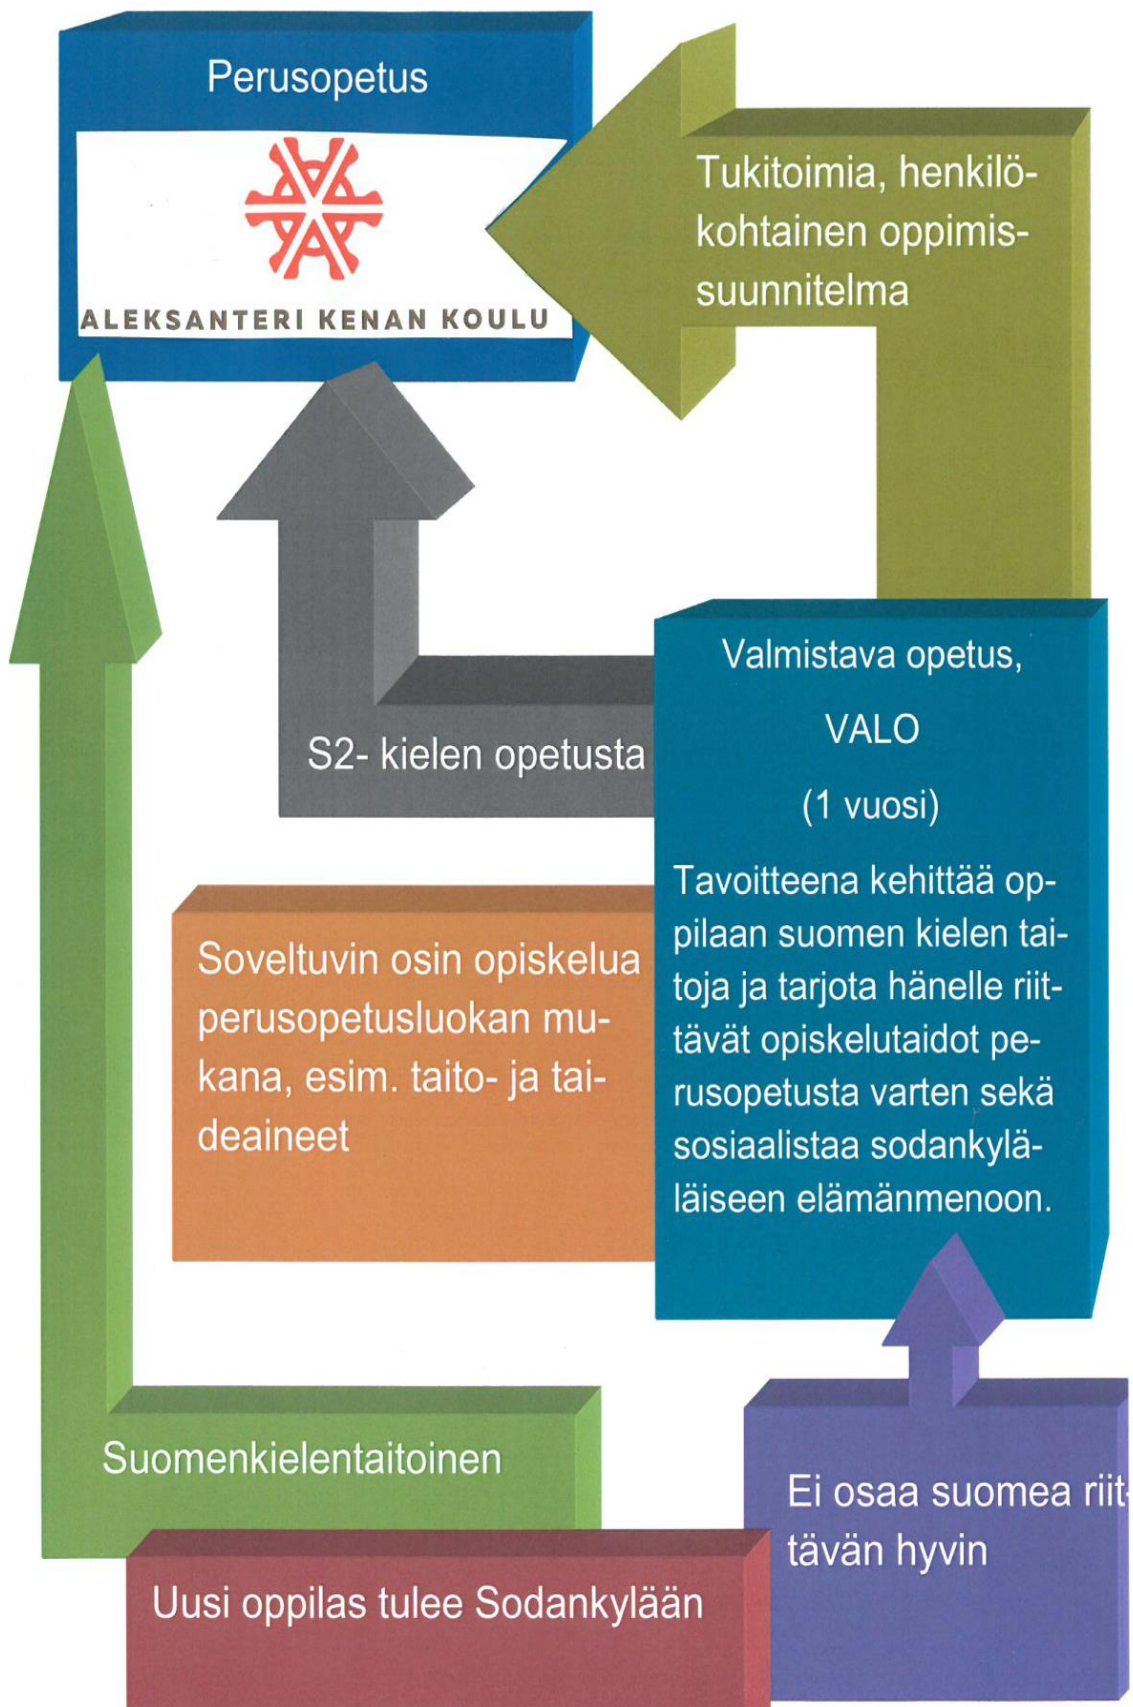 Perusopetus
ALEKSANTERI KENAN KOULU
Tukitoimia, henkilö-
kohtainen oppimis-
suunnitelma
Valmistava opetus,
VALO
(1 vuosi)
Tavoitteena kehittää op-
pilaan suomen kielen tai-
toja ja tarjota hänelle riit-
tävät opiskelutaidot pe-
rusopetusta varten sekä
sosiaalistaa sodankylä-
läiseen elämänmenoon.
S2- kielen opetusta
Soveltuvin osin opiskelua
perusopetusluokan mu-
kana, esim. taito- ja tai-
deaineet
Suomenkielentaitoinen
Ei osaa suomea riit-
tävän hyvin
Uusi oppilas tulee Sodankylään